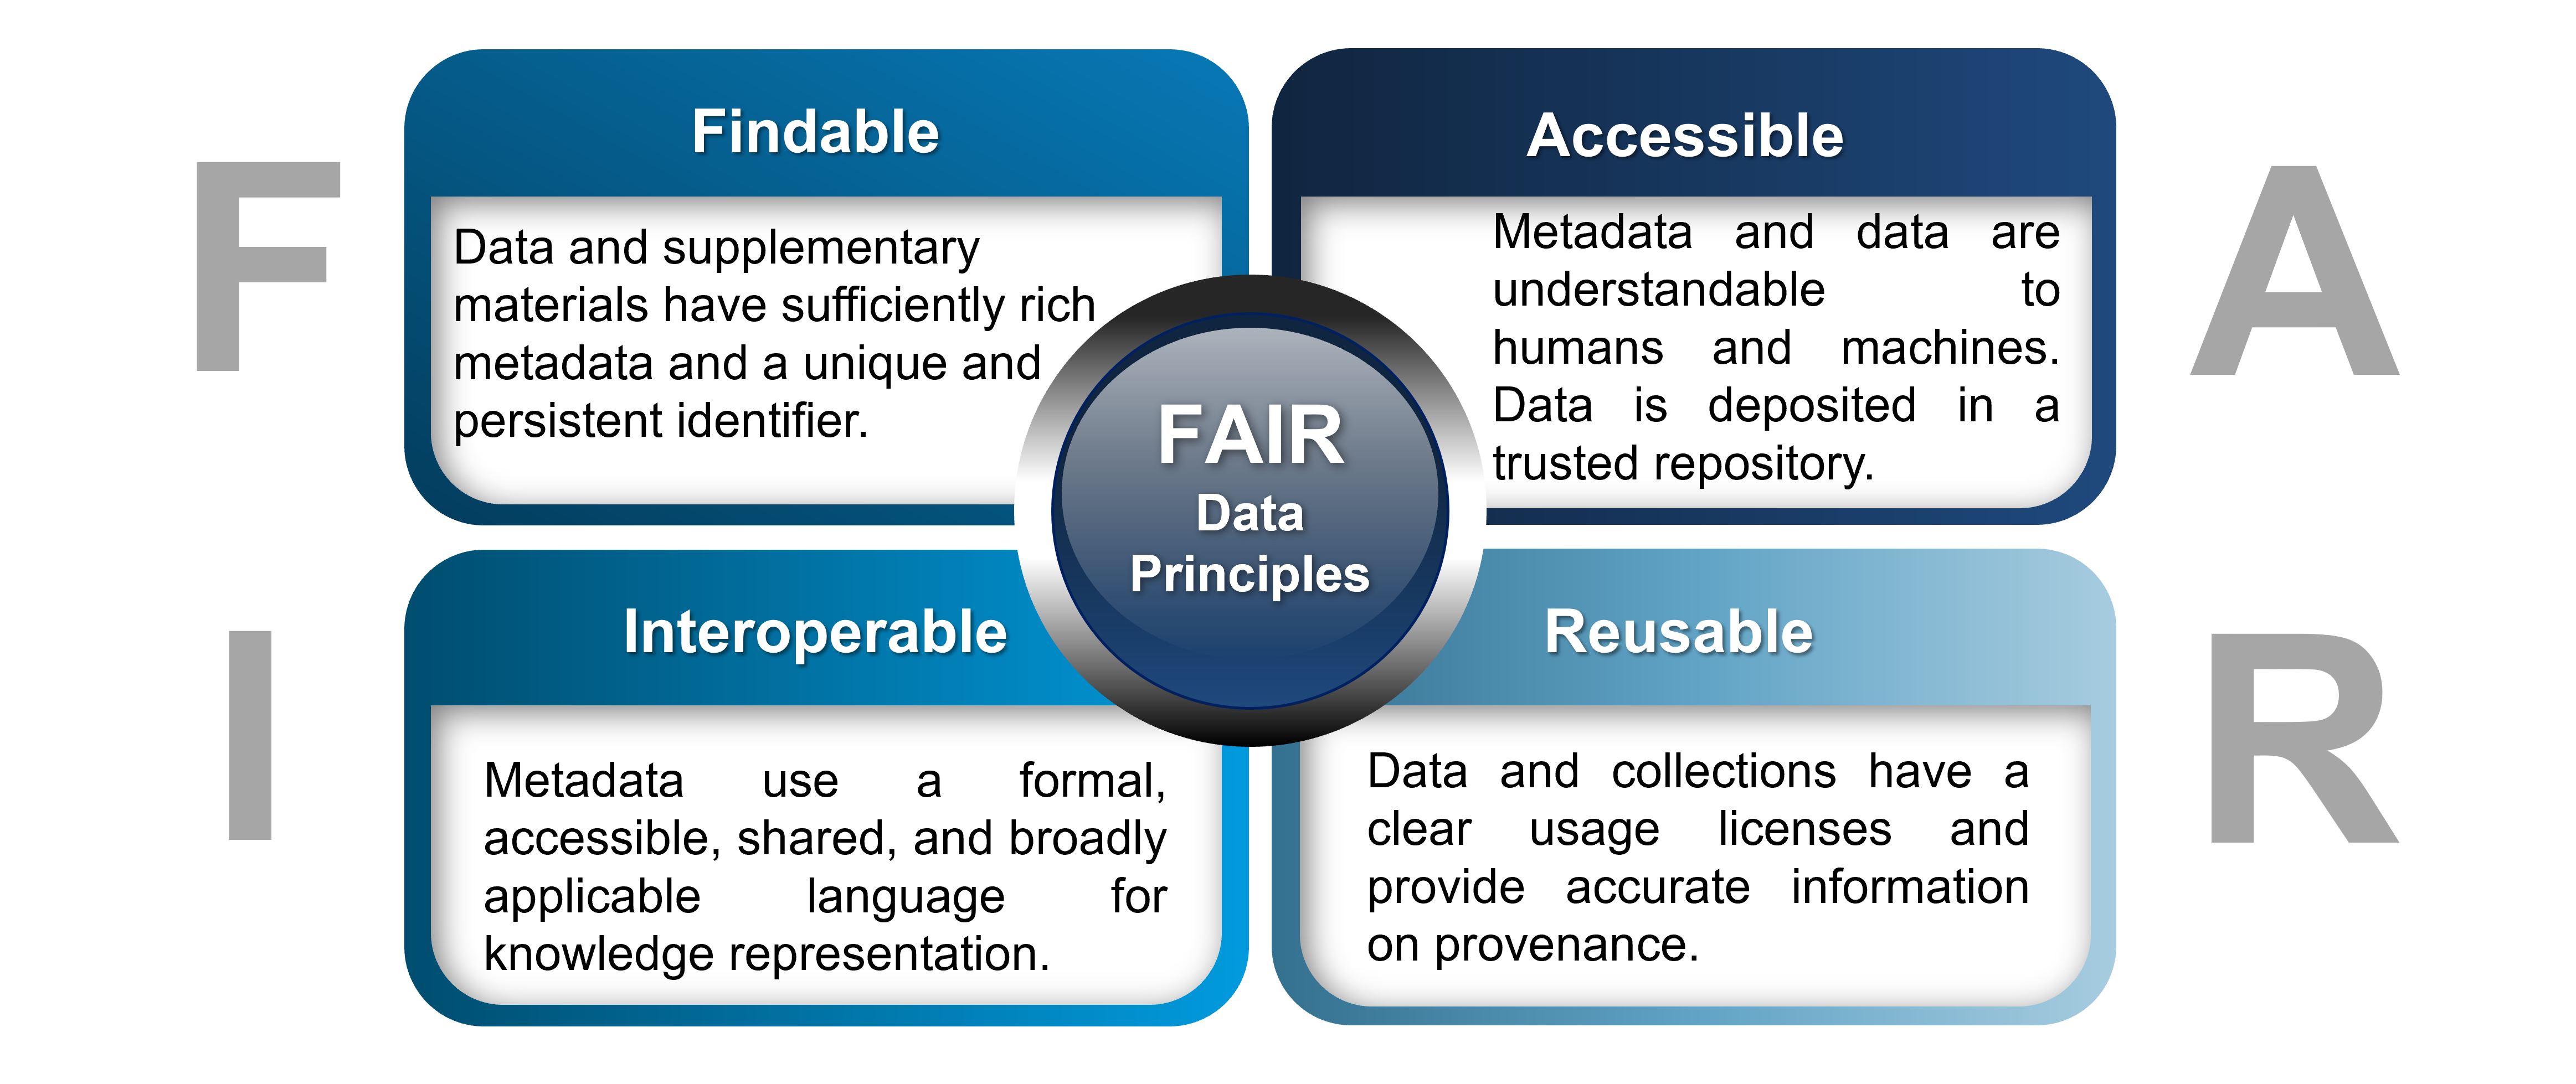 F
Findable
Data and supplementary
materials have sufficiently rich
metadata and a unique and
persistent identifier.
Accessible
Metadata and data are
understandable to
humans and machines.
Data is deposited in a
trusted repository.
A
FAIR
Data
Principles
I
Interoperable
Metadata use a formal,
accessible, shared, and broadly
applicable language for
knowledge representation.
Reusable
Data and collections have a
clear usage licenses and
provide accurate information
on provenance.
R